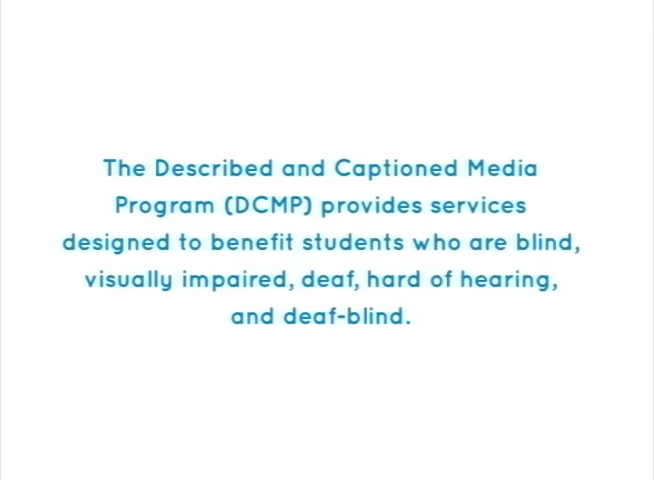 The Described and Captioned Media
Program (DCMP) provides services
designed to benefit students who are blind,
visually impaired, deaf, hard of hearing,
and deaf-blind.